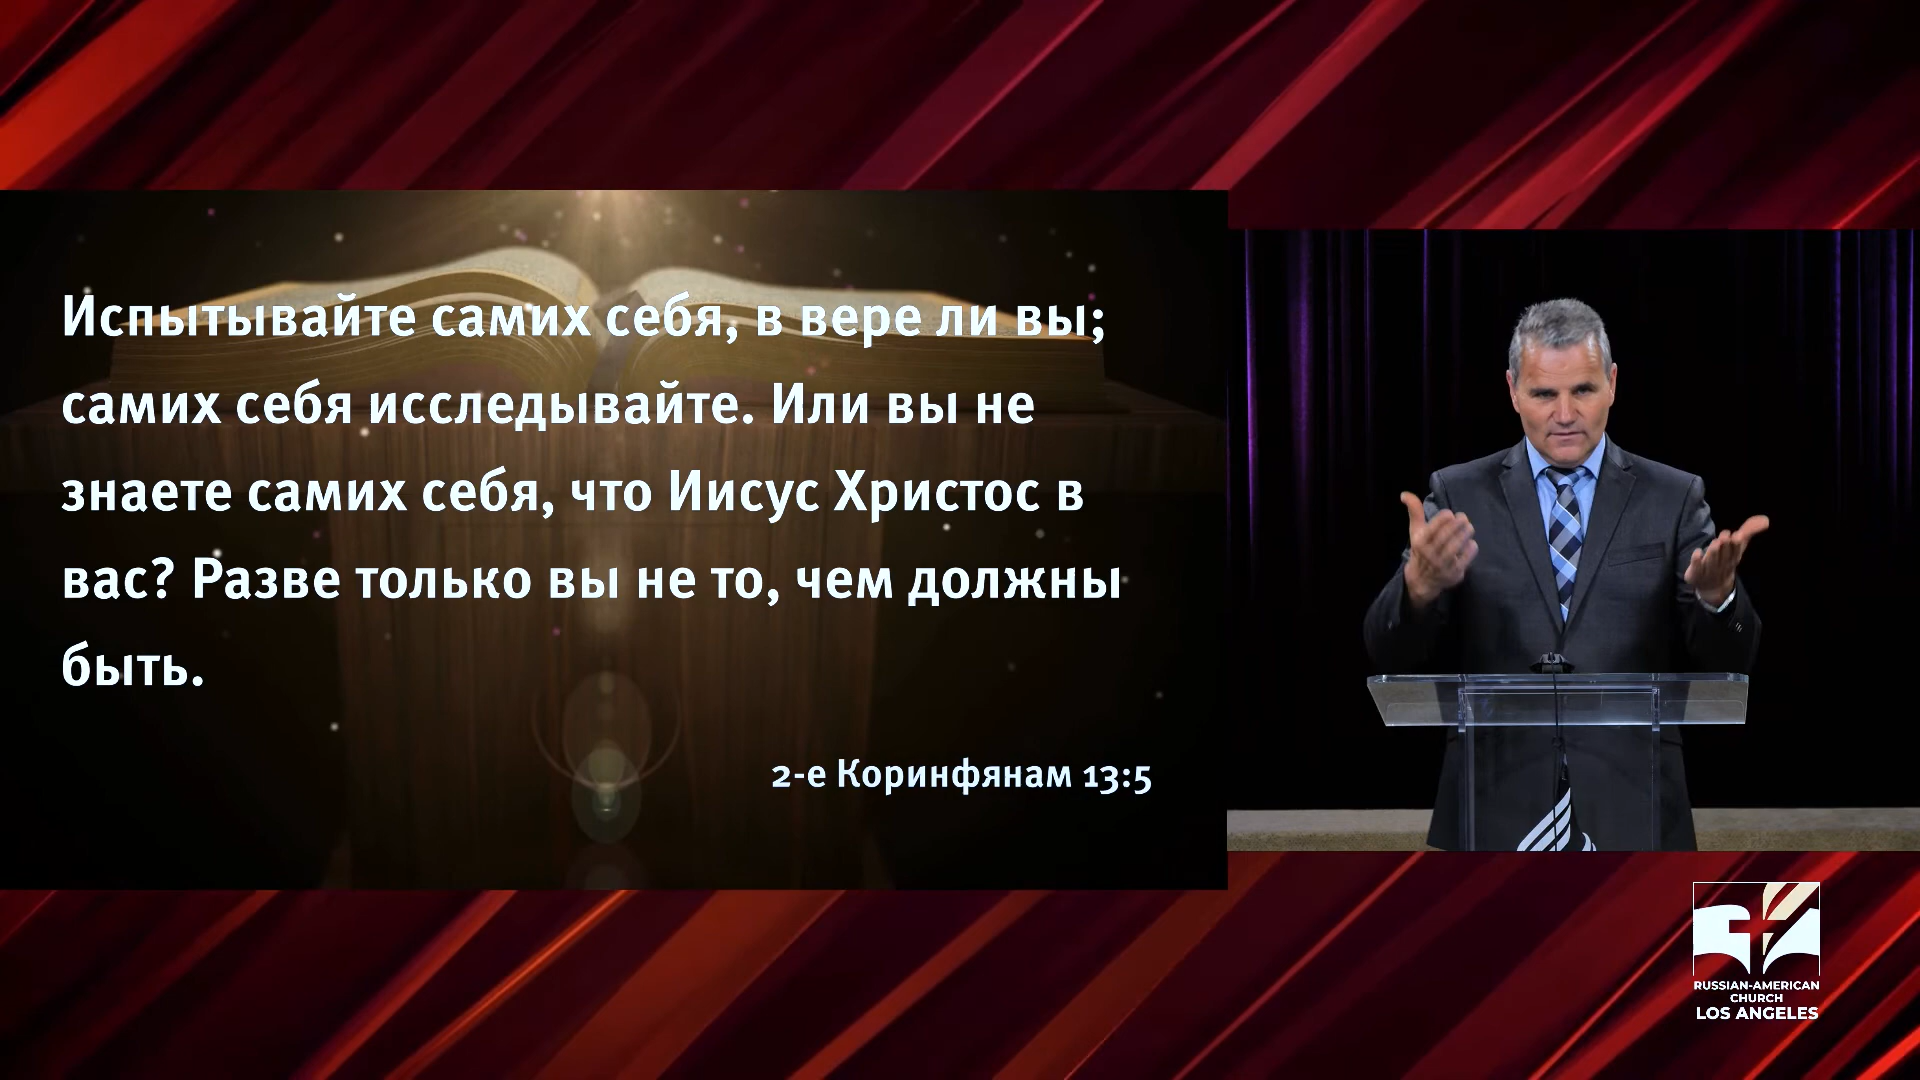 Испытывайте самих себя, в вере ли вы;
самих себя исследывайте. Или вы не
знаете самих себя, что Иисус Христос в
вас? Разве только вы не то, чем должны
быть.
2-е Коринфянам 13:5
RUSSIAN-AMERICAN
CHURCH
LOS ANGELES